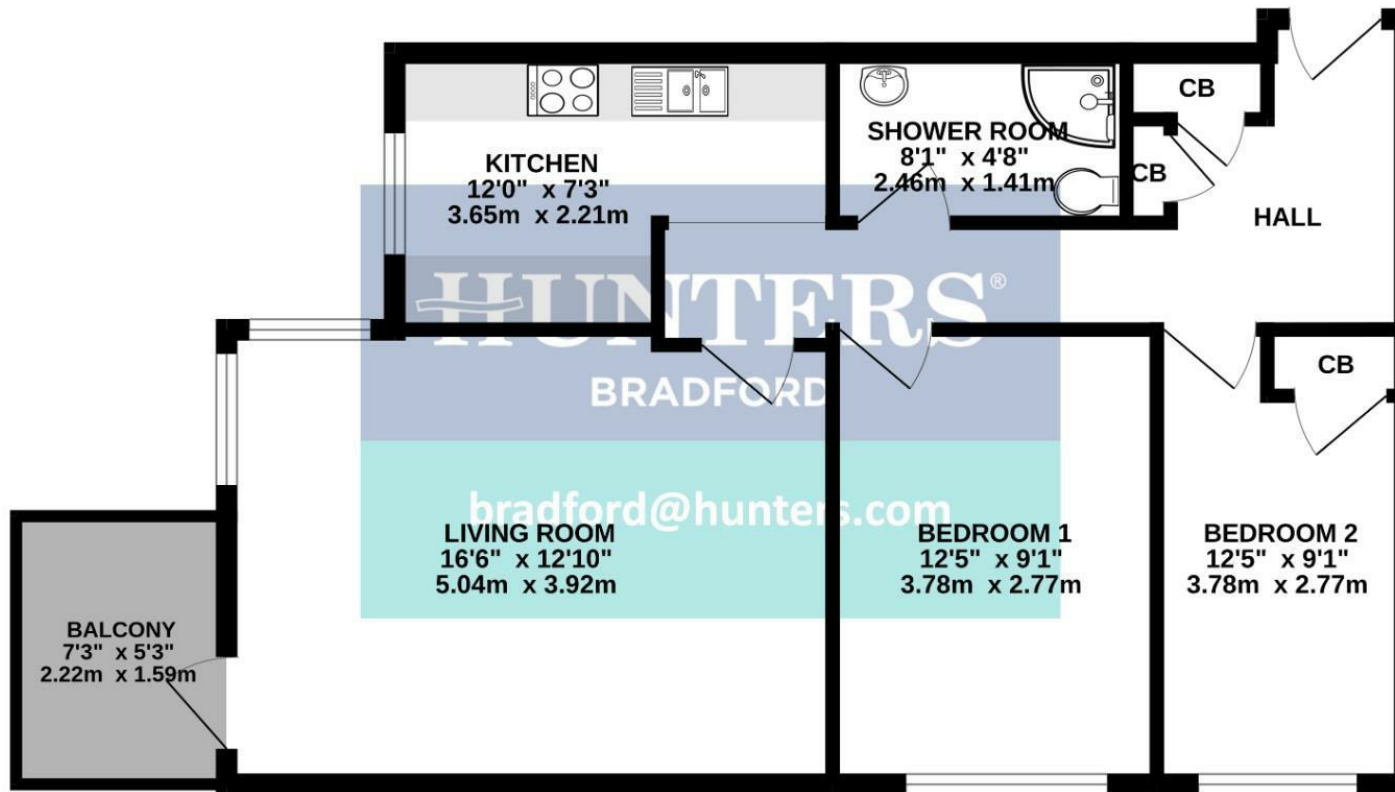 CB
SHOWER ROOM
8'1" x 4'8"
2.46m x 1.41m
KITCHEN
12'0" x 7'3"
3.65m x 2.21m
CB
HALL
HUNTERS®
BRADFORD
CB
bradford@hunters.com
LIVING ROOM
16'6" x 12'10"
5.04m x 3.92m
BEDROOM 1
12'5" x 9'1"
3.78m x 2.77m
BEDROOM 2
12'5" x 9'1"
3.78m x 2.77m
BALCONY
7'3" x 5'3"
2.22m x 1.59m